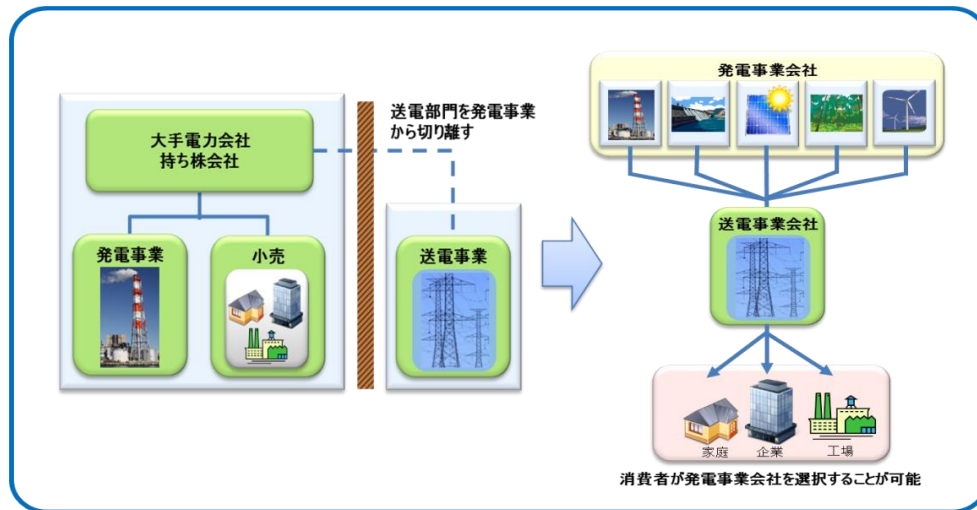 大手電力会社
持ち株会社
発電事業
小売
送電部門を発電事業
から切り離す
送電事業
発電事業会社
送電事業会社
家庭
企業
工場
消費者が発電事業会社を選択することが可能